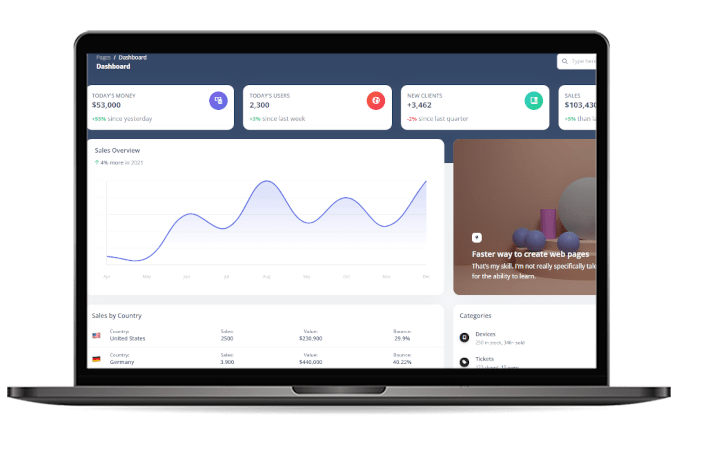 Pages / Dashboard
Dashboard
Type here
TODAY'S MONEY
$53,000
+55% since yesterday
TODAY'S USERS
2,300
+3% since last week
NEW CLIENTS
+3,462
-2% since last quarter
SALES
$103,430
+5% than
Sales Overview
4% more in 2021
Apr May Jun Jul Aug Sep Oct Nov Dec
Faster way to create web pages
That's my skill. I'm not really specifically
for the ability to learn.
Sales by Country
Country: Sales: Value: Bounce:
United States 2500 $230,900 29.9%
Country: Sales: Value: Bounce:
Germany 3.900 $440,000 40.22%
Categories
Devices
250 in stock, 346+ sold
Tickets